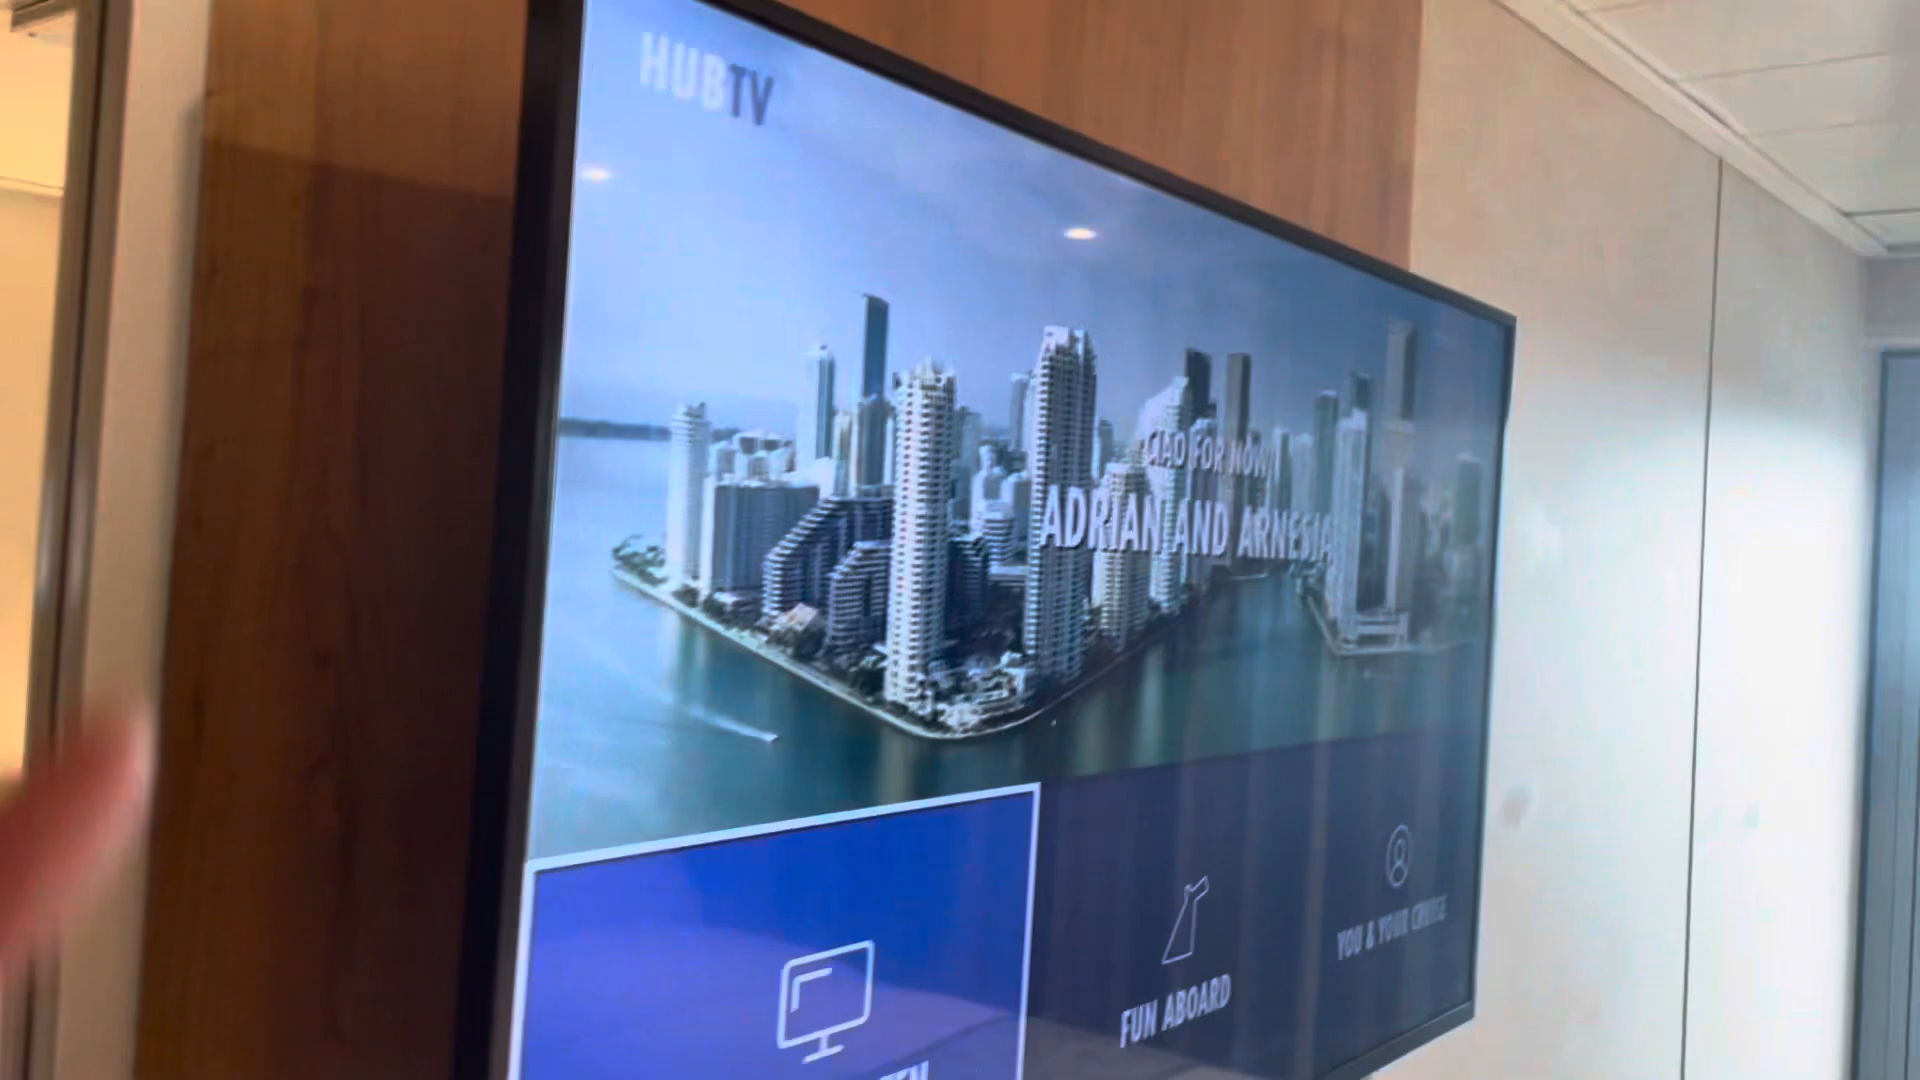 HUBTV
CIAO FOR NOW
ADRIAN AND ARNESIA
FUN ABOARD
YOU & YOUR CRUISE